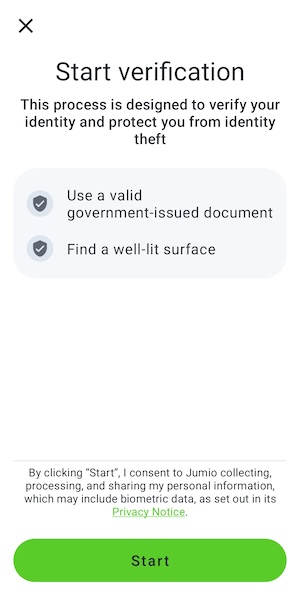 Start verification
This process is designed to verify your
identity and protect you from identity
theft
Use a valid
government-issued document
Find a well-lit surface
By clicking “Start”, I consent to Jumio collecting,
processing, and sharing my personal information,
which may include biometric data, as set out in its
Privacy Notice.
Start